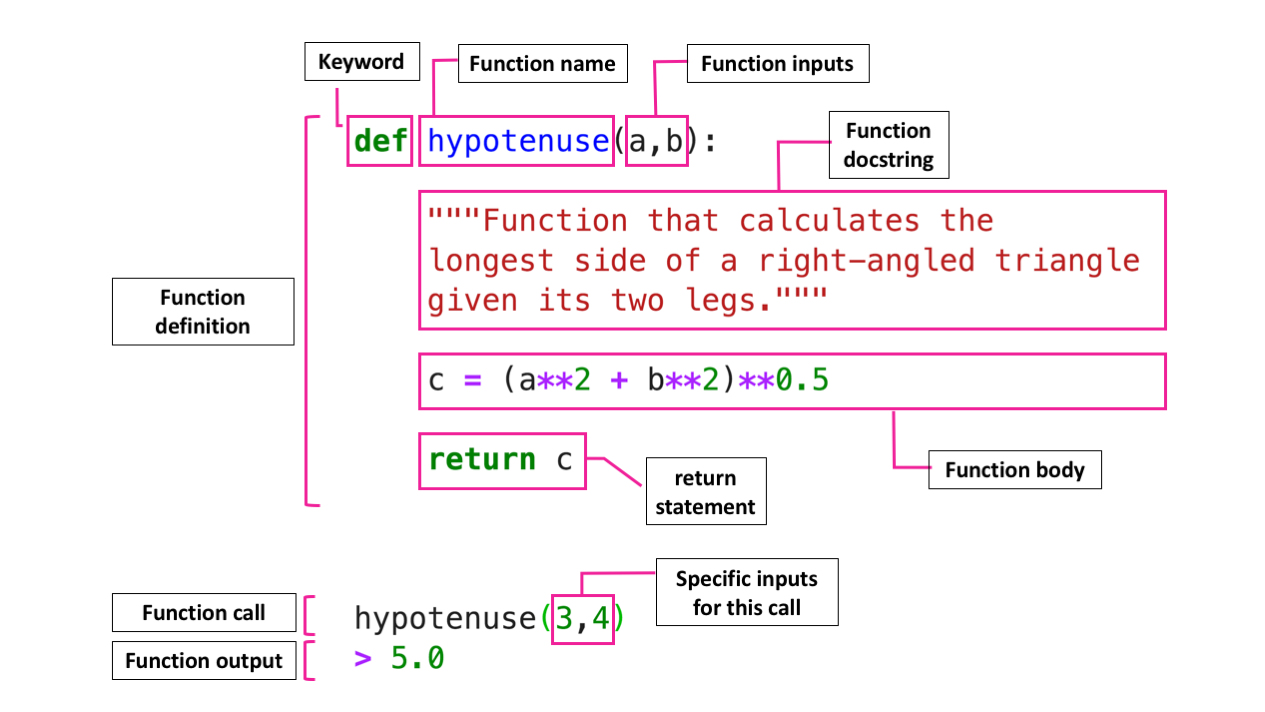 Keyword
Function name
Function inputs
def hypotenuse(a,b):
Function
docstring
"""Function that calculates the
longest side of a right-angled triangle
given its two legs."""
Function
definition
c = (a**2 + b**2)**0.5
return c
Function body
return
statement
Specific inputs
for this call
Function call
hypotenuse(3,4)
Function output
> 5.0